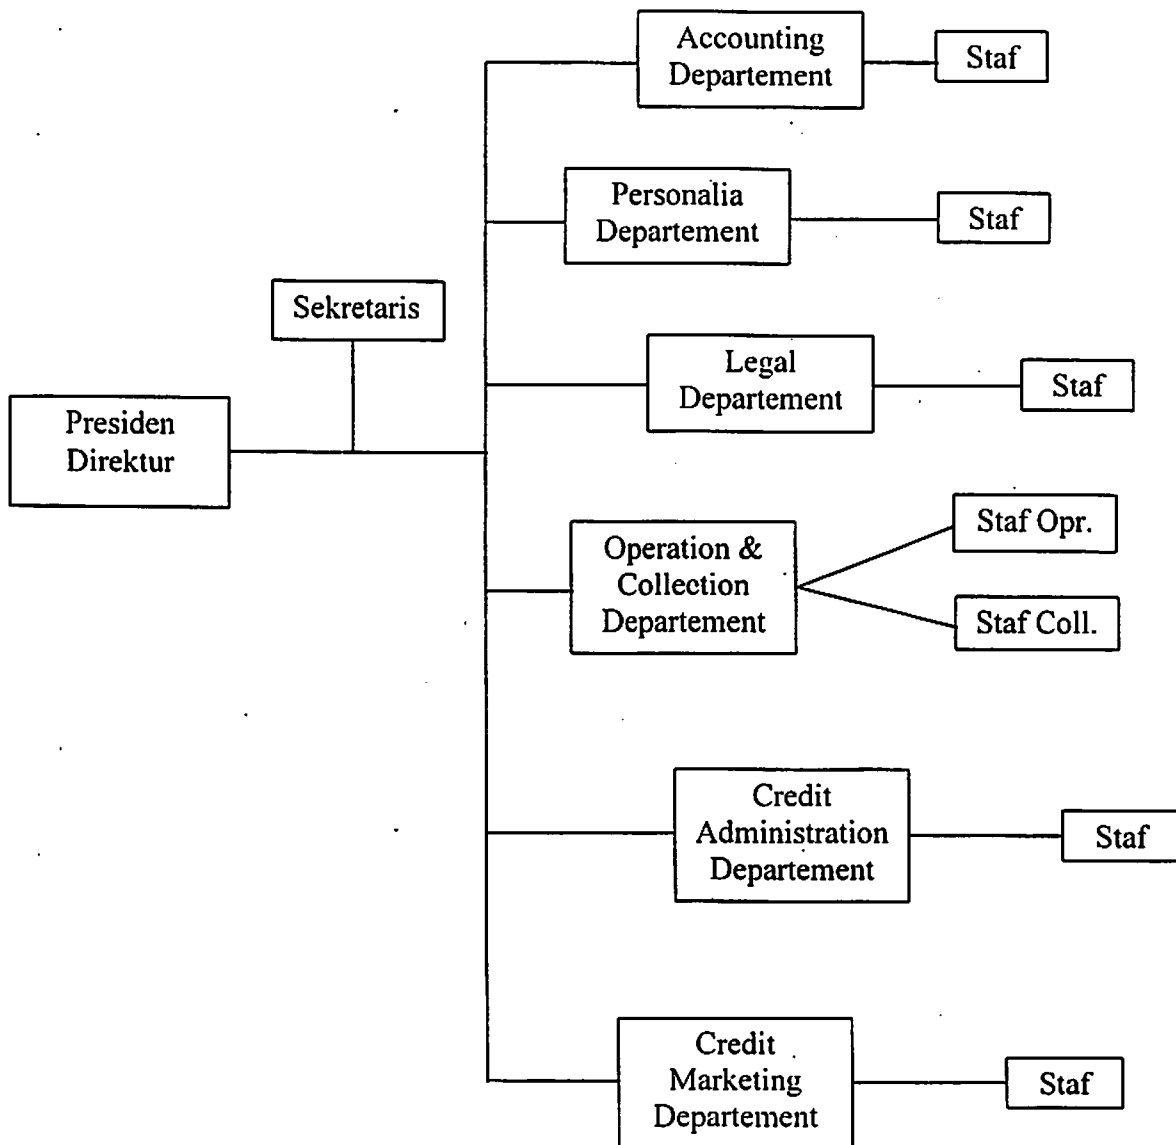 Accounting
Departement
Staf
Personalia
Departement
Staf
Sekretaris
Legal
Departement
Staf
Presiden
Direktur
Operation &
Collection
Departement
Staf Opr.
Staf Coll.
Credit
Administration
Departement
Staf
Credit
Marketing
Departement
Staf